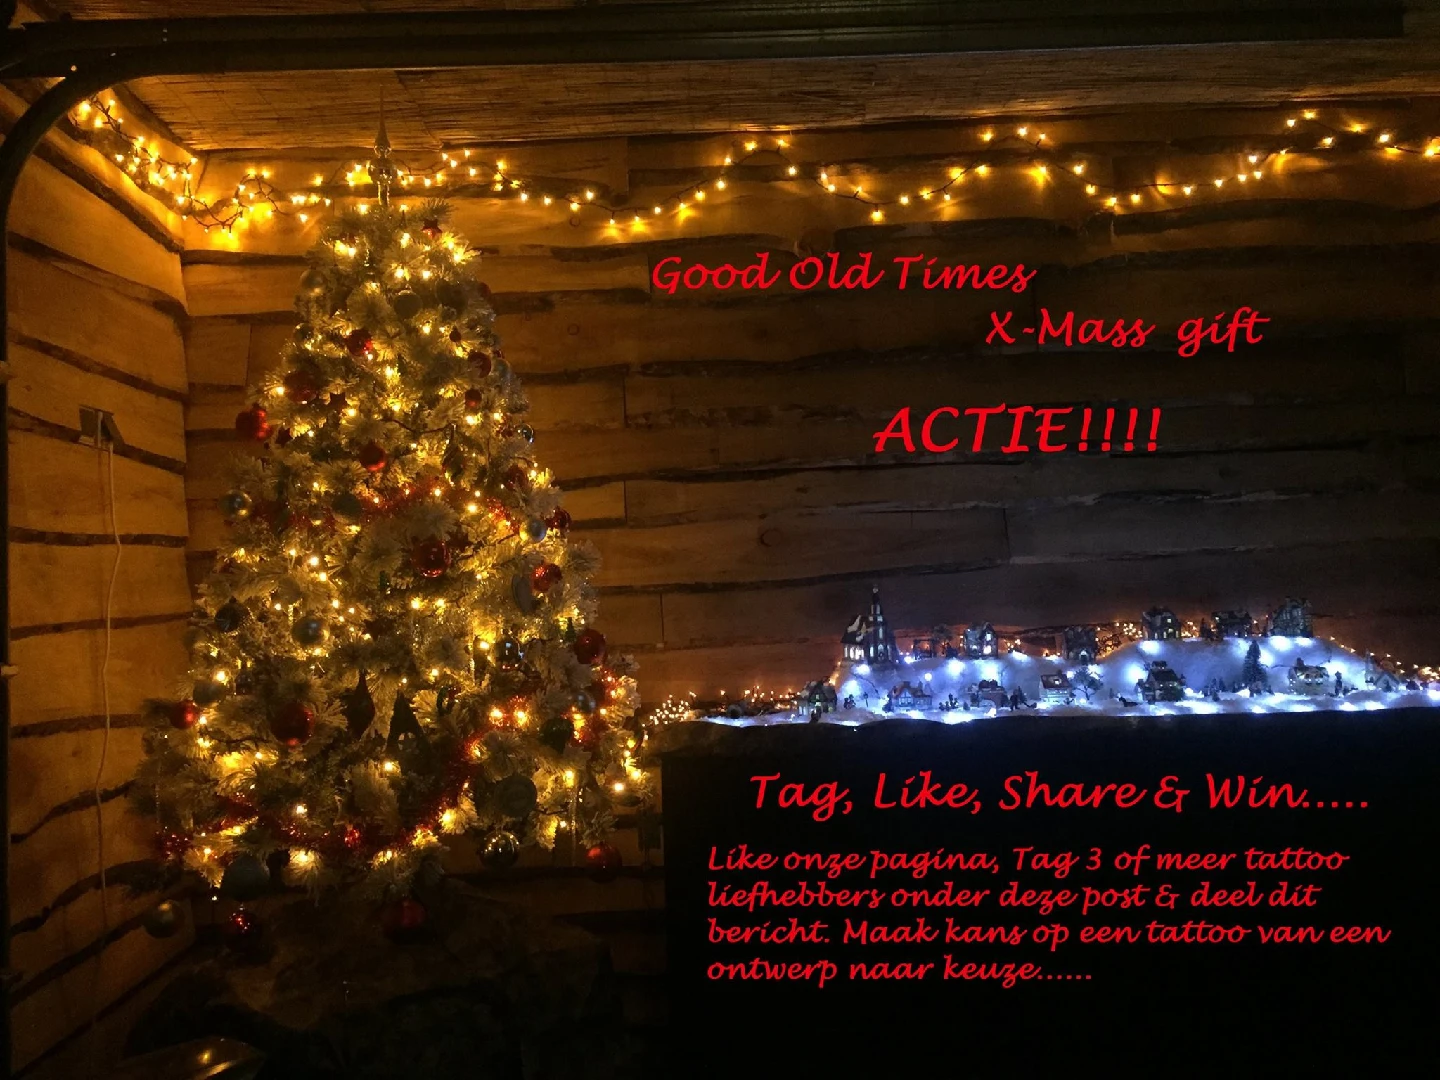 Good Old Times
X-Mass gift
ACTIE!!!!
Tag, Like, Share & Win.....
Like onze pagina, Tag 3 of meer tattoo
liefhebbers onder deze post & deel dit
bericht. Maak kans op een tattoo van een
ontwerp naar keuze......